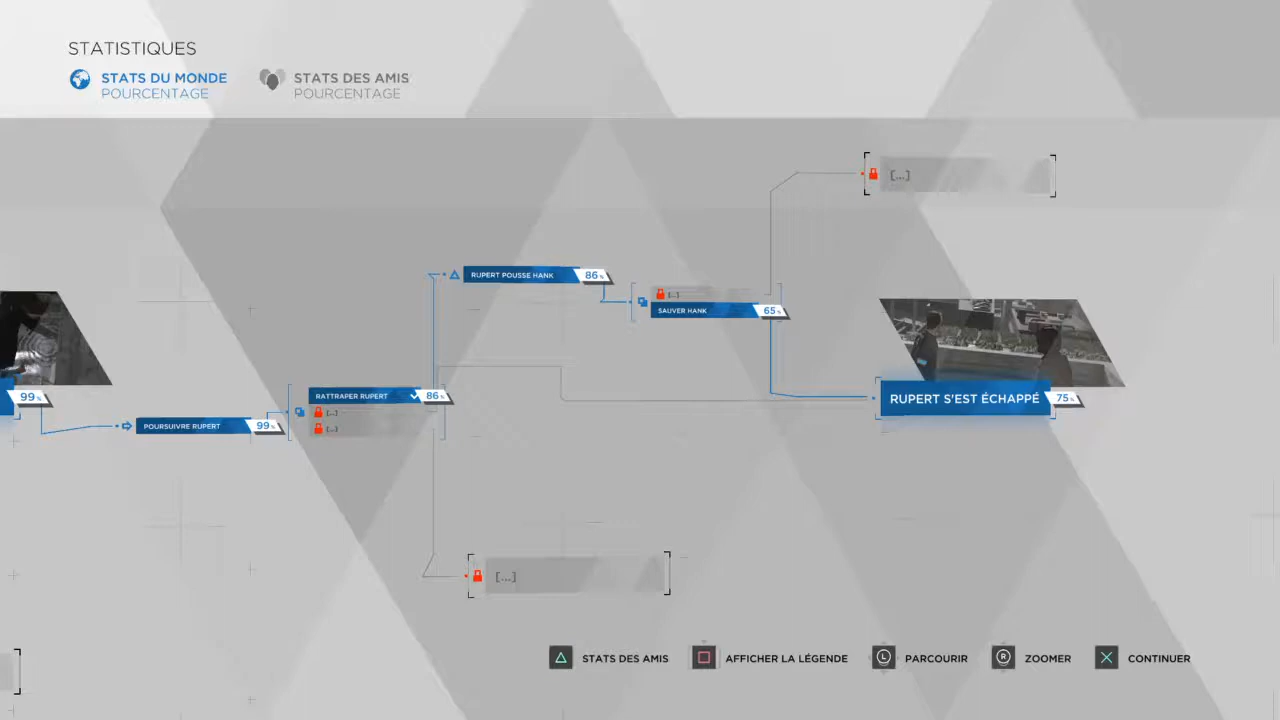 STATISTIQUES
STATS DU MONDE
POURCENTAGE
STATS DES AMIS
POURCENTAGE
[...]
RUPERT POUSSE HANK 86%
[...]
SAUVER HANK 65%
99%
POURSUIVRE RUPERT 99%
RATTRAPER RUPERT 86%
[...]
[...]
RUPERT S'EST ÉCHAPPÉ 75%
[...]
STATS DES AMIS
AFFICHER LA LÉGENDE
L PARCOURIR
R ZOOMER
CONTINUER